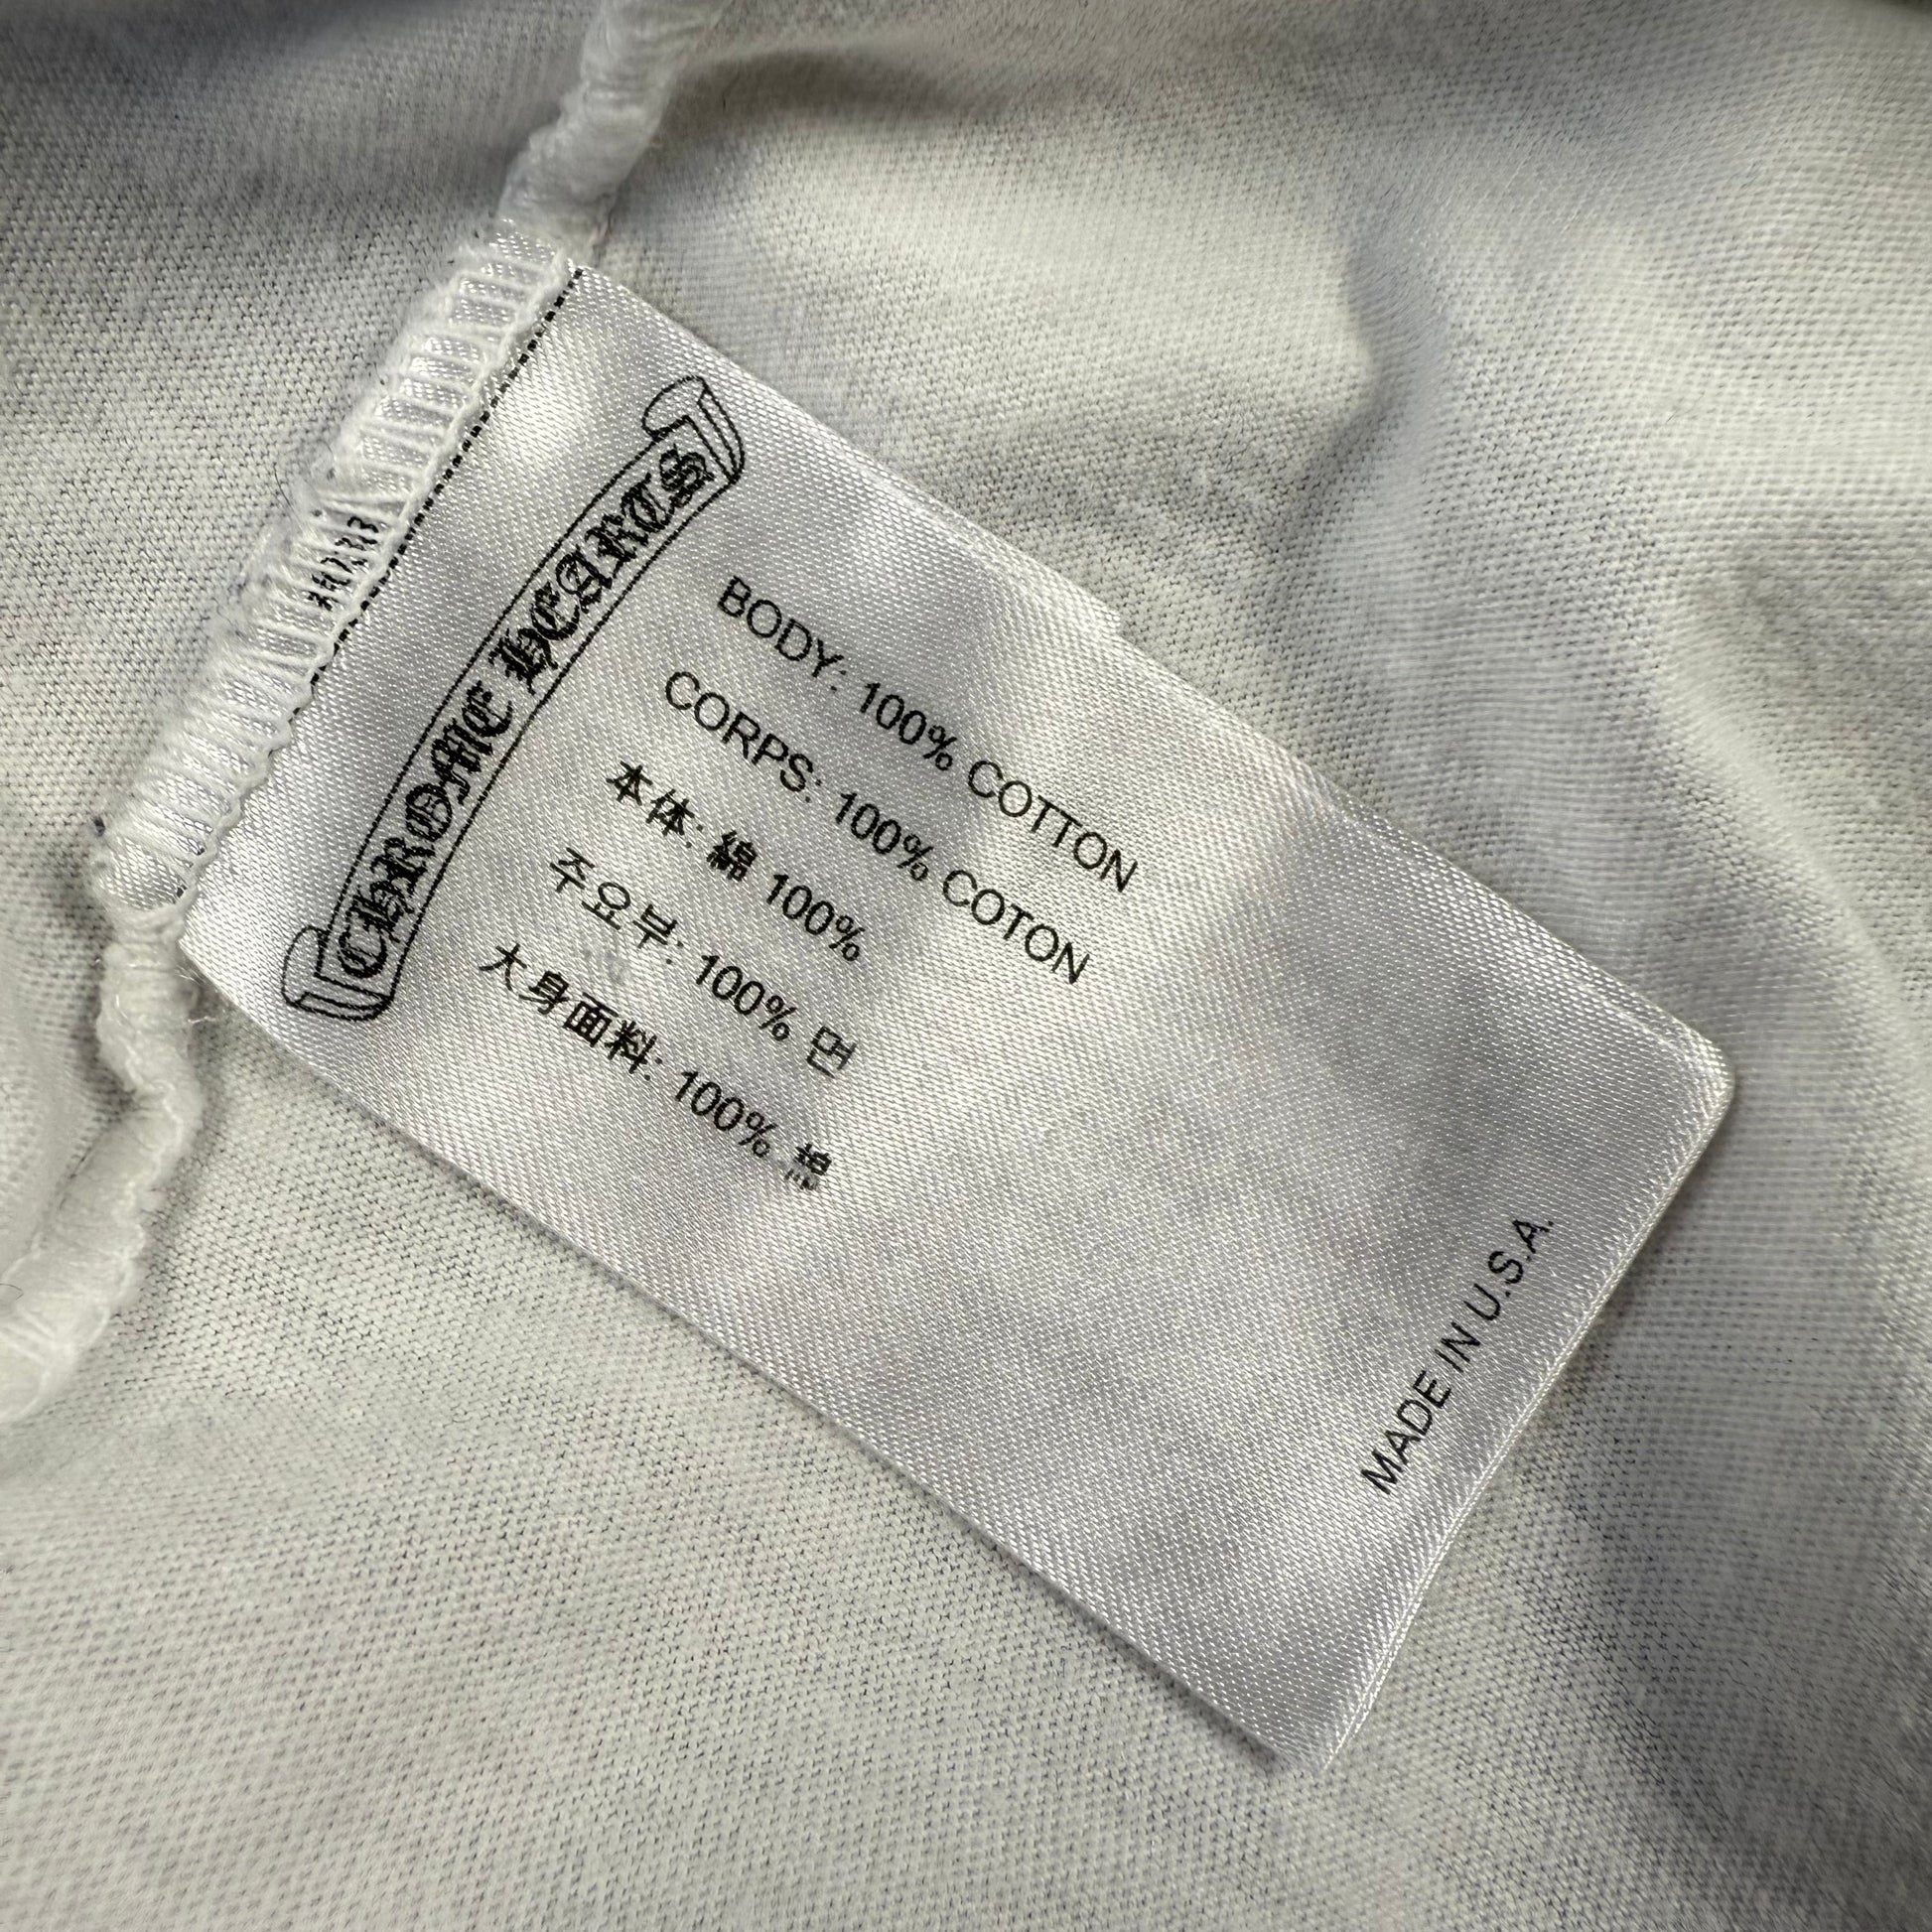 CHROME HEARTS
BODY: 100% COTTON
CORPS: 100% COTON
本体: 綿 100%
주요부: 100% 면
大身面料: 100% 綿
MADE IN U.S.A.